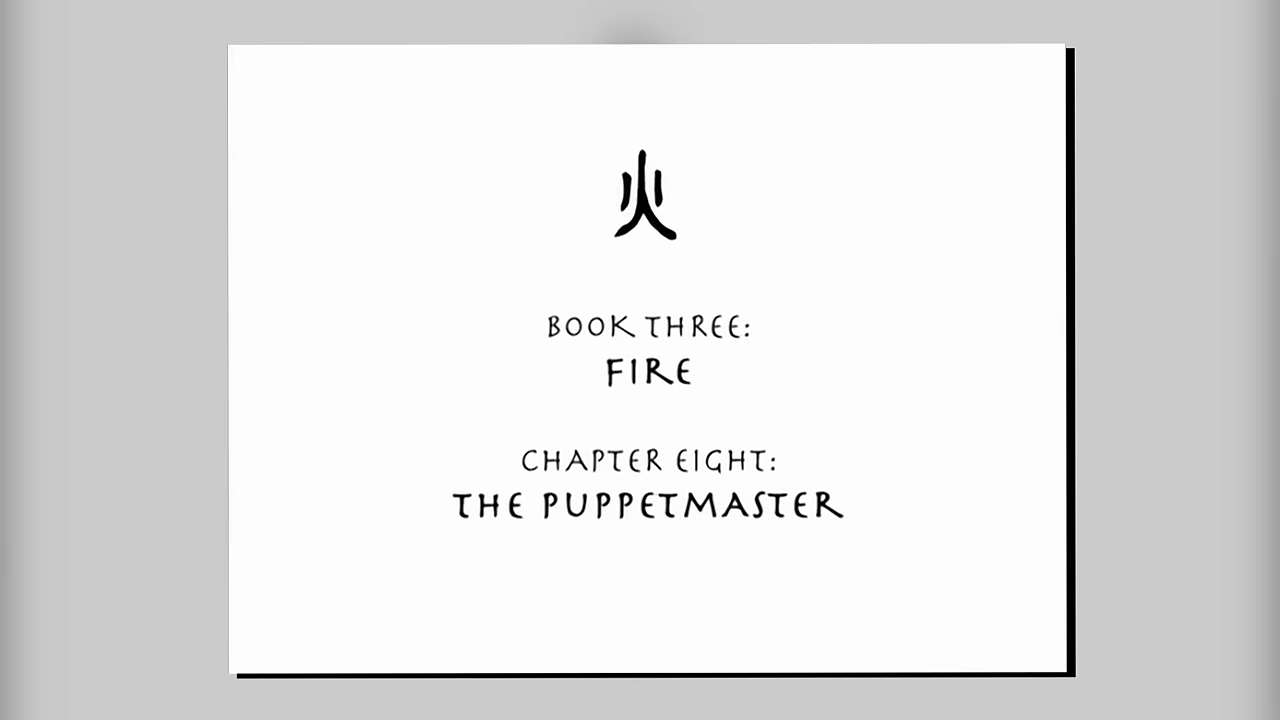 火
BOOK THREE:
FIRE
CHAPTER EIGHT:
THE PUPPETMASTER